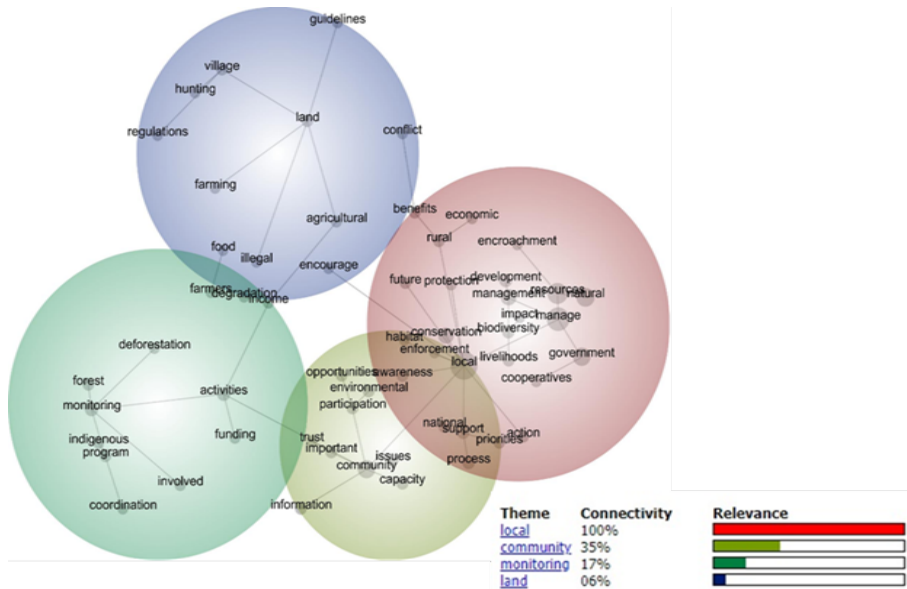 guidelines
village
hunting
land
regulations
conflict
farming
benefits
economic
agricultural
rural
encroachment
food
illegal
encourage
future
protection
development
farmers
degradation
income
management
resources
natural
impact
manage
biodiversity
conservation
habitat
deforestation
enforcement
local
livelihoods
government
opportunities
awareness
cooperatives
forest
activities
environmental
monitoring
participation
national
support
action
indigenous
funding
trust
priorities
program
important
issues
process
community
involved
capacity
coordination
information
Theme Connectivity Relevance
local 100%
community 35%
monitoring 17%
land 06%